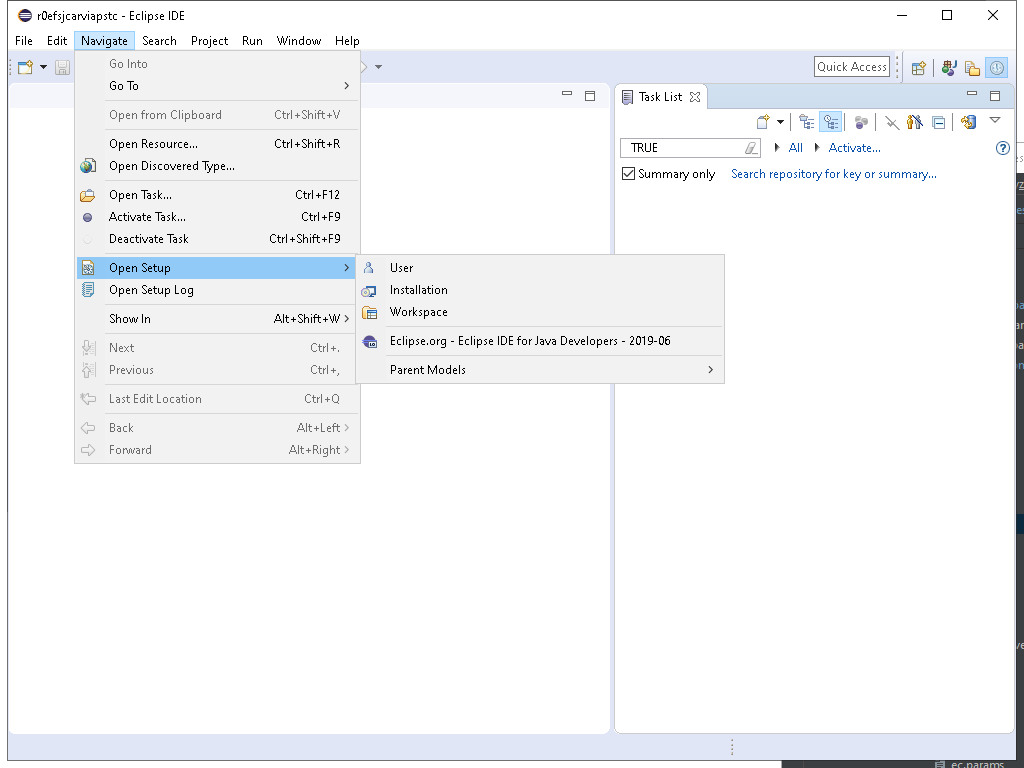 r0efsjcarviapstc - Eclipse IDE
File Edit Navigate Search Project Run Window Help
Quick Access
Go Into
Go To
Open from Clipboard Ctrl+Shift+V
Open Resource... Ctrl+Shift+R
Open Discovered Type...
Open Task... Ctrl+F12
Activate Task... Ctrl+F9
Deactivate Task Ctrl+Shift+F9
Open Setup
Open Setup Log
Show In Alt+Shift+W
Next Ctrl+.
Previous Ctrl+,
Last Edit Location Ctrl+Q
Back Alt+Left
Forward Alt+Right
User
Installation
Workspace
Eclipse.org - Eclipse IDE for Java Developers - 2019-06
Parent Models
Task List
TRUE All Activate...
Summary only Search repository for key or summary...
ec.params